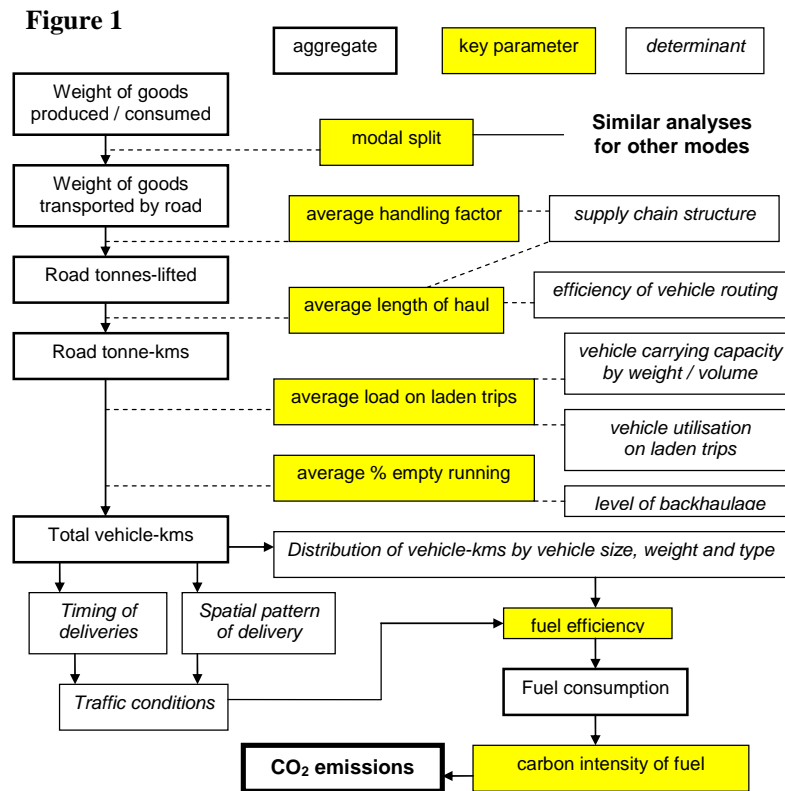 Figure 1
aggregate
key parameter
determinant
Weight of goods
produced / consumed
modal split
Similar analyses
for other modes
Weight of goods
transported by road
average handling factor
supply chain structure
Road tonnes-lifted
average length of haul
efficiency of vehicle routing
Road tonne-kms
vehicle carrying capacity
by weight / volume
average load on laden trips
vehicle utilisation
on laden trips
average % empty running
level of backhaulage
Total vehicle-kms
Distribution of vehicle-kms by vehicle size, weight and type
Timing of
deliveries
Spatial pattern
of delivery
fuel efficiency
Traffic conditions
Fuel consumption
CO₂ emissions
carbon intensity of fuel